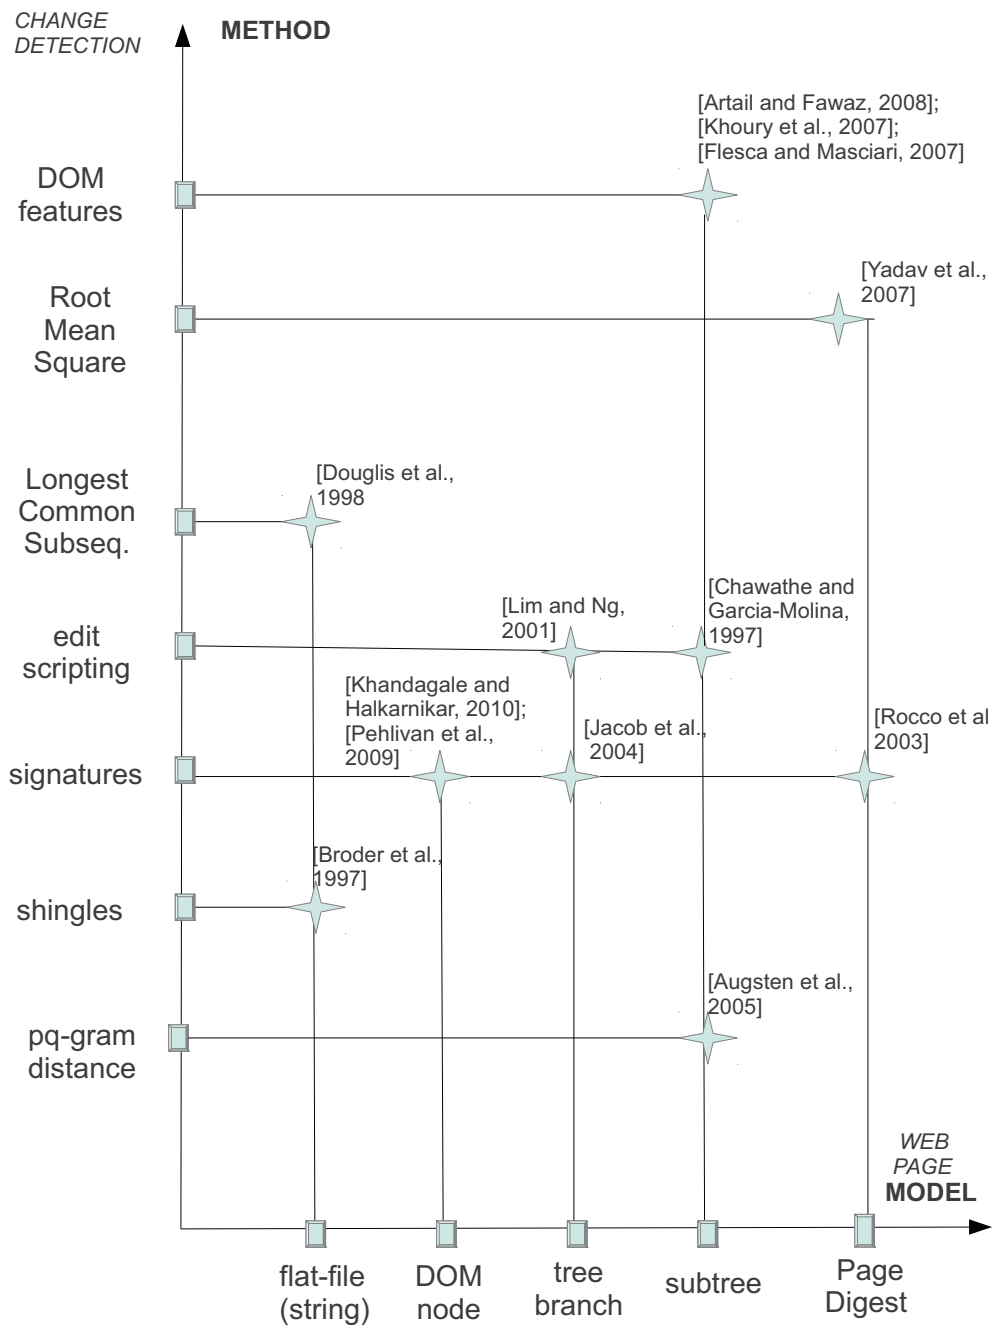 CHANGE
DETECTION
METHOD
[Artail and Fawaz, 2008];
[Khoury et al., 2007];
[Flesca and Masciari, 2007]
DOM
features
[Yadav et al.,
2007]
Root
Mean
Square
[Douglis et al.,
1998
Longest
Common
Subseq.
[Chawathe and
Garcia-Molina,
1997]
[Lim and Ng,
2001]
edit
scripting
[Khandagale and
Halkarnikar, 2010];
[Pehlivan et al.,
2009]
[Jacob et al.,
2004]
[Rocco et al
2003]
signatures
[Broder et al.,
1997]
shingles
[Augsten et al.,
2005]
pq-gram
distance
WEB
PAGE
MODEL
flat-file
(string)
DOM
node
tree
branch
subtree
Page
Digest